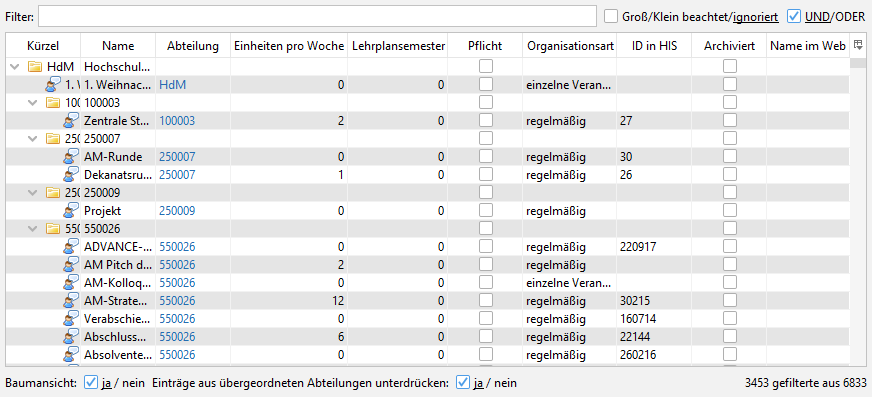 Filter: Groß/Klein beachtet/ignoriert UND/ODER
Kürzel Name Abteilung Einheiten pro Woche Lehrplansemester Pflicht Organisationsart ID in HIS Archiviert Name im Web
HdM Hochschul...
1. 1. Weihnac... HdM 0 0 einzelne Veran...
100 100003
Zentrale St... 100003 2 0 regelmäßig 27
250 250007
AM-Runde 250007 0 0 regelmäßig 30
Dekanatsru... 250007 1 0 regelmäßig 26
250 250009
Projekt 250009 0 0 regelmäßig
550 550026
ADVANCE-... 550026 0 0 regelmäßig 220917
AM Pitch d... 550026 2 0 regelmäßig
AM-Kolloq... 550026 0 0 einzelne Veran...
AM-Strate... 550026 12 0 regelmäßig 30215
Verabschie... 550026 0 0 regelmäßig 160714
Abschluss... 550026 6 0 regelmäßig 22144
Absolvente... 550026 0 0 regelmäßig 260216
Baumansicht: ja / nein Einträge aus übergeordneten Abteilungen unterdrücken: ja / nein 3453 gefilterte aus 6833